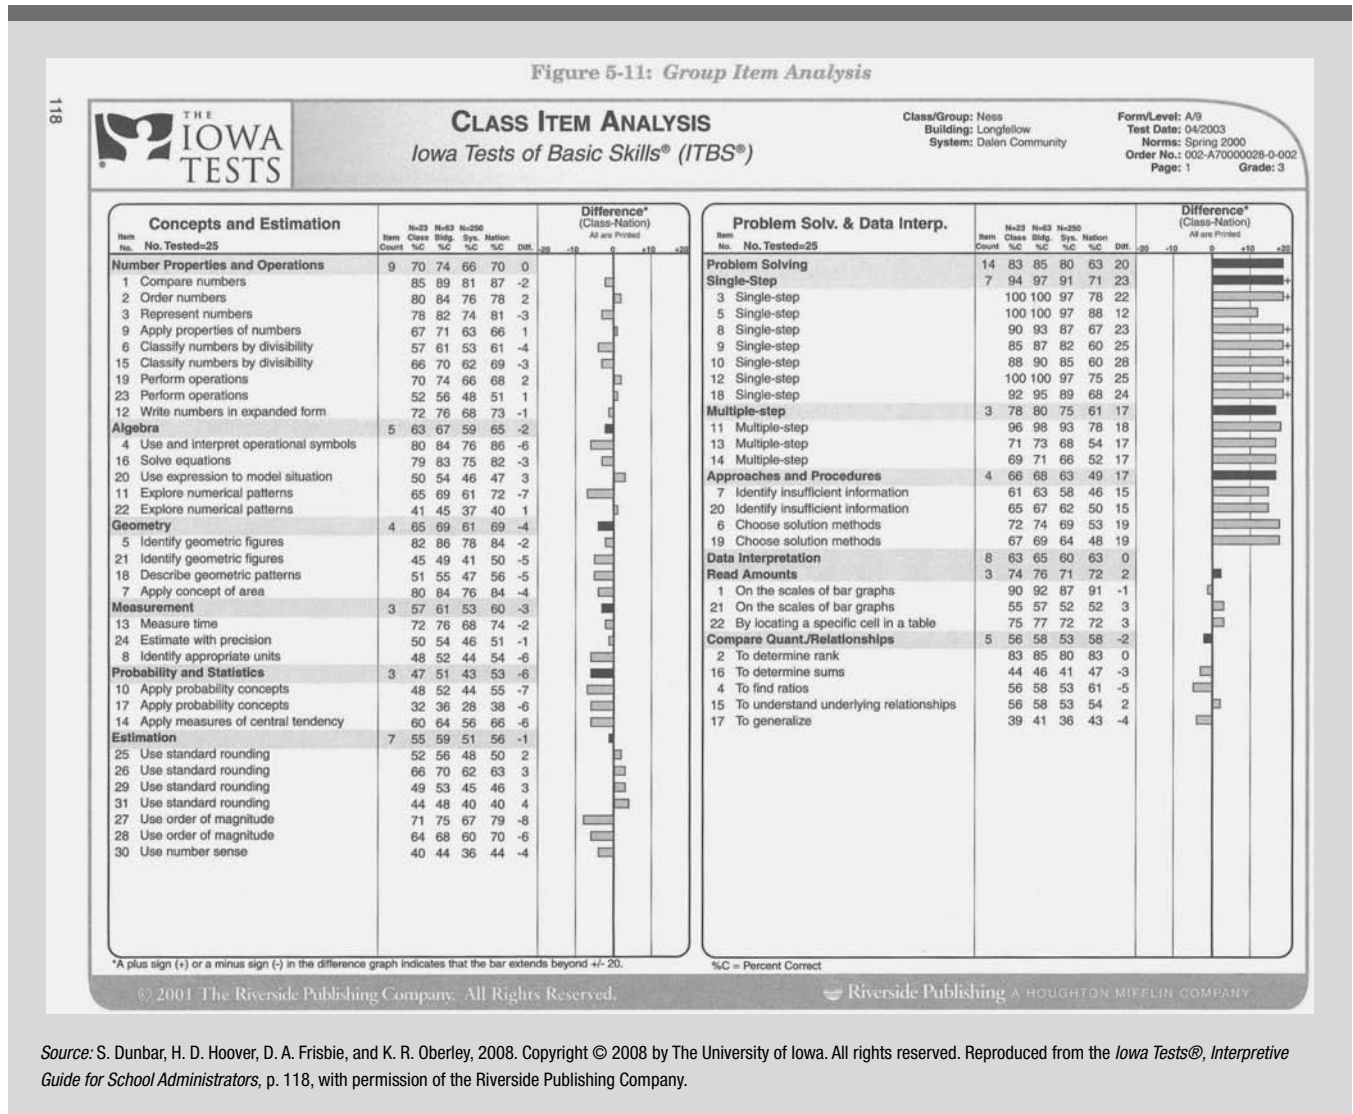 Figure 5-11: Group Item Analysis
118
THE
IOWA
TESTS
CLASS ITEM ANALYSIS
Iowa Tests of Basic Skills® (ITBS®)
Class/Group: Ness
Building: Longfellow
System: Dalen Community
Form/Level: A/9
Test Date: 04/2003
Norms: Spring 2000
Order No.: 002-A70000028-0-002
Page: 1 Grade: 3
Concepts and Estimation
Item No. No. Tested=25
Item Count N=23 Class %C N=63 Bldg. %C N=250 Sys. %C Nation %C Diff.
Difference*
(Class-Nation)
All are Printed
-20 -10 0 +10 +20
Number Properties and Operations 9 70 74 66 70 0
1 Compare numbers 85 89 81 87 -2
2 Order numbers 80 84 76 78 2
3 Represent numbers 78 82 74 81 -3
9 Apply properties of numbers 67 71 63 66 1
6 Classify numbers by divisibility 57 61 53 61 -4
15 Classify numbers by divisibility 66 70 62 69 -3
19 Perform operations 70 74 66 68 2
23 Perform operations 52 56 48 51 1
12 Write numbers in expanded form 72 76 68 73 -1
Algebra 5 63 67 59 65 -2
4 Use and interpret operational symbols 80 84 76 86 -6
16 Solve equations 79 83 75 82 -3
20 Use expression to model situation 50 54 46 47 3
11 Explore numerical patterns 65 69 61 72 -7
22 Explore numerical patterns 41 45 37 40 1
Geometry 4 65 69 61 69 -4
5 Identify geometric figures 82 86 78 84 -2
21 Identify geometric figures 45 49 41 50 -5
18 Describe geometric patterns 51 55 47 56 -5
7 Apply concept of area 80 84 76 84 -4
Measurement 3 57 61 53 60 -3
13 Measure time 72 76 68 74 -2
24 Estimate with precision 50 54 46 51 -1
8 Identify appropriate units 48 52 44 54 -6
Probability and Statistics 3 47 51 43 53 -6
10 Apply probability concepts 48 52 44 55 -7
17 Apply probability concepts 32 36 28 38 -6
14 Apply measures of central tendency 60 64 56 66 -6
Estimation 7 55 59 51 56 -1
25 Use standard rounding 52 56 48 50 2
26 Use standard rounding 66 70 62 63 3
29 Use standard rounding 49 53 45 46 3
31 Use standard rounding 44 48 40 40 4
27 Use order of magnitude 71 75 67 79 -8
28 Use order of magnitude 64 68 60 70 -6
30 Use number sense 40 44 36 44 -4
Problem Solv. & Data Interp.
Item No. No. Tested=25
Item Count N=23 Class %C N=63 Bldg. %C N=250 Sys. %C Nation %C Diff.
Difference*
(Class-Nation)
All are Printed
-20 -10 0 +10 +20
Problem Solving 14 83 85 80 63 20
Single-Step 7 94 97 91 71 23 +
3 Single-step 100 100 97 78 22 +
5 Single-step 100 100 97 88 12
8 Single-step 90 93 87 67 23 +
9 Single-step 85 87 82 60 25 +
10 Single-step 88 90 85 60 28 +
12 Single-step 100 100 97 75 25 +
18 Single-step 92 95 89 68 24 +
Multiple-step 3 78 80 75 61 17
11 Multiple-step 96 98 93 78 18
13 Multiple-step 71 73 68 54 17
14 Multiple-step 69 71 66 52 17
Approaches and Procedures 4 66 68 63 49 17
7 Identify insufficient information 61 63 58 46 15
20 Identify insufficient information 65 67 62 50 15
6 Choose solution methods 72 74 69 53 19
19 Choose solution methods 67 69 64 48 19
Data Interpretation 8 63 65 60 63 0
Read Amounts 3 74 76 71 72 2
1 On the scales of bar graphs 90 92 87 91 -1
21 On the scales of bar graphs 55 57 52 52 3
22 By locating a specific cell in a table 75 77 72 72 3
Compare Quant./Relationships 5 56 58 53 58 -2
2 To determine rank 83 85 80 83 0
16 To determine sums 44 46 41 47 -3
4 To find ratios 56 58 53 61 -5
15 To understand underlying relationships 56 58 53 54 2
17 To generalize 39 41 36 43 -4
*A plus sign (+) or a minus sign (-) in the difference graph indicates that the bar extends beyond +/- 20.
%C = Percent Correct
© 2001 The Riverside Publishing Company. All Rights Reserved.
Riverside Publishing A HOUGHTON MIFFLIN COMPANY
Source: S. Dunbar, H. D. Hoover, D. A. Frisbie, and K. R. Oberley, 2008. Copyright © 2008 by The University of Iowa. All rights reserved. Reproduced from the Iowa Tests®, Interpretive
Guide for School Administrators, p. 118, with permission of the Riverside Publishing Company.